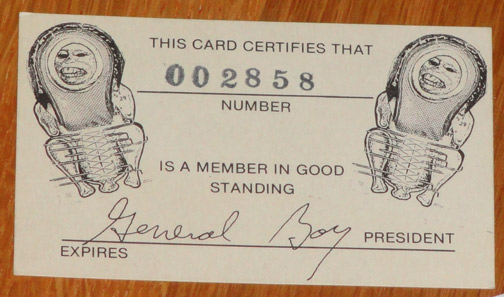 THIS CARD CERTIFIES THAT
002858
NUMBER
IS A MEMBER IN GOOD
STANDING
General Boy PRESIDENT
EXPIRES